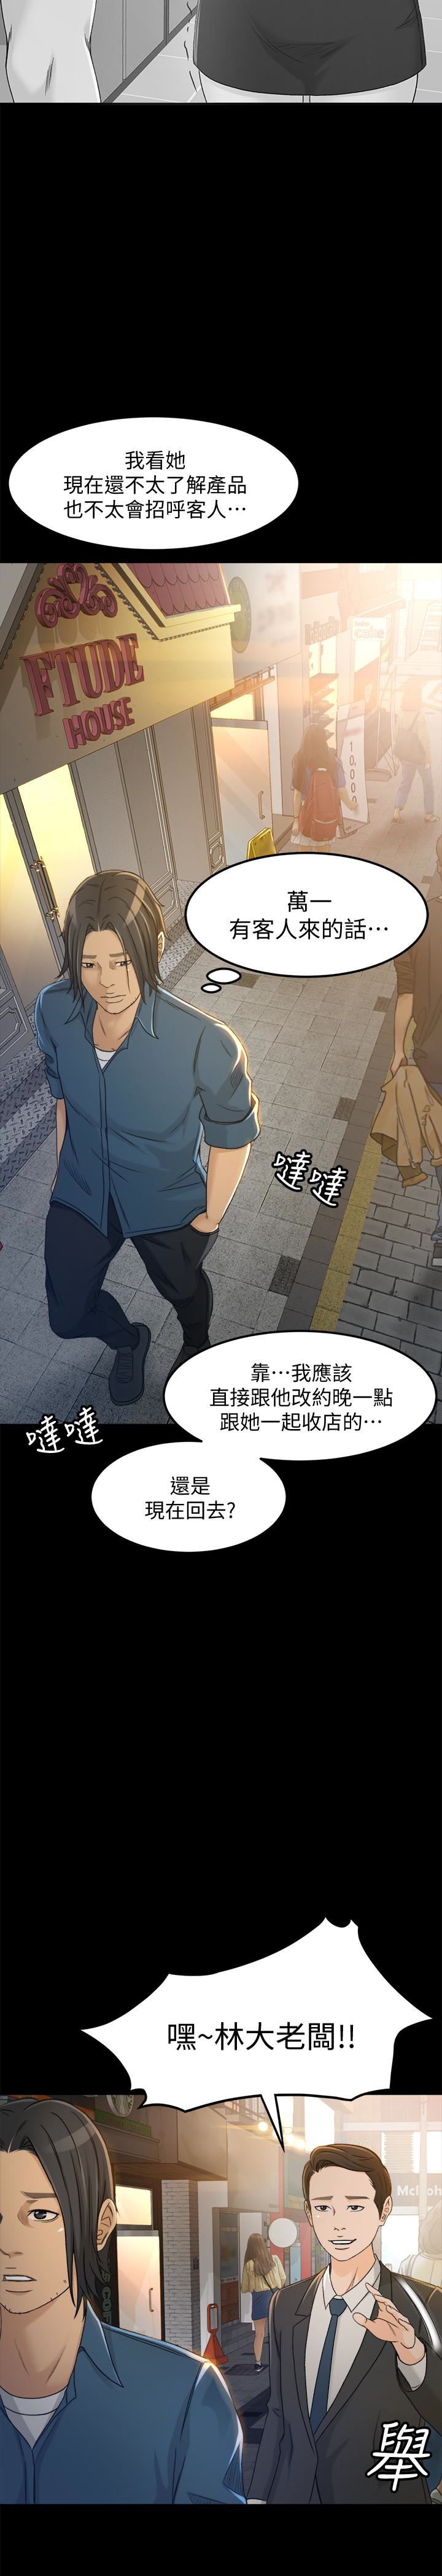 我看她
現在還不太了解產品
也不太會招呼客人…
FTUDE
HOUSE
10,000
萬一
有客人來的話…
噠噠
靠…我應該
直接跟他改約晚一點
跟她一起收店的…
噠噠
還是
現在回去?
嘿~林大老闆!!
舉